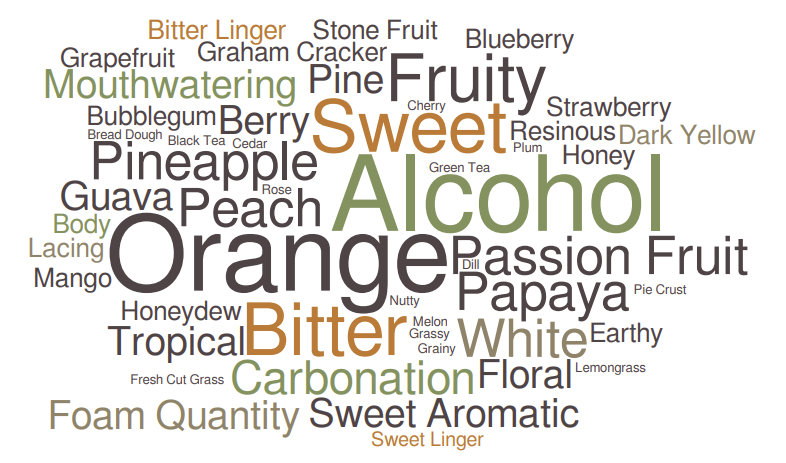 Bitter Linger
Stone Fruit
Blueberry
Grapefruit
Graham Cracker
Mouthwatering
Pine
Fruity
Cherry
Strawberry
Bubblegum
Berry
Sweet
Resinous
Dark Yellow
Bread Dough
Black Tea
Cedar
Plum
Honey
Pineapple
Green Tea
Alcohol
Rose
Guava
Peach
Body
Orange
Lacing
Passion Fruit
Dill
Mango
Papaya
Pie Crust
Nutty
Honeydew
Bitter
Melon
Tropical
Grassy
White
Earthy
Grainy
Fresh Cut Grass
Carbonation
Floral
Lemongrass
Foam Quantity
Sweet Aromatic
Sweet Linger